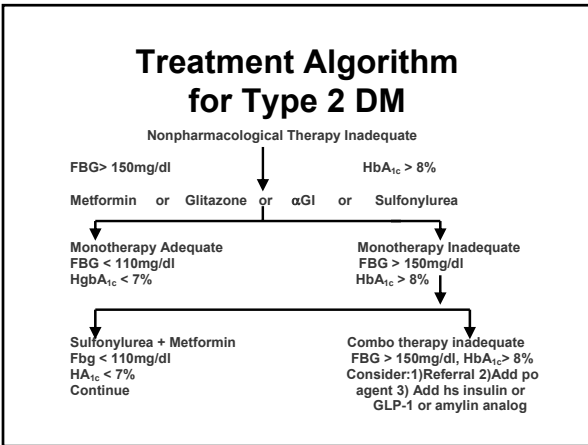 Treatment Algorithm
for Type 2 DM
Nonpharmacological Therapy Inadequate
FBG> 150mg/dl HbA1c > 8%
Metformin or Glitazone or αGI or Sulfonylurea
Monotherapy Adequate
FBG < 110mg/dl
HgbA1c < 7%
Monotherapy Inadequate
FBG > 150mg/dl
HbA1c > 8%
Sulfonylurea + Metformin
Fbg < 110mg/dl
HA1c < 7%
Continue
Combo therapy inadequate
FBG > 150mg/dl, HbA1c> 8%
Consider:1)Referral 2)Add po
agent 3) Add hs insulin or
GLP-1 or amylin analog